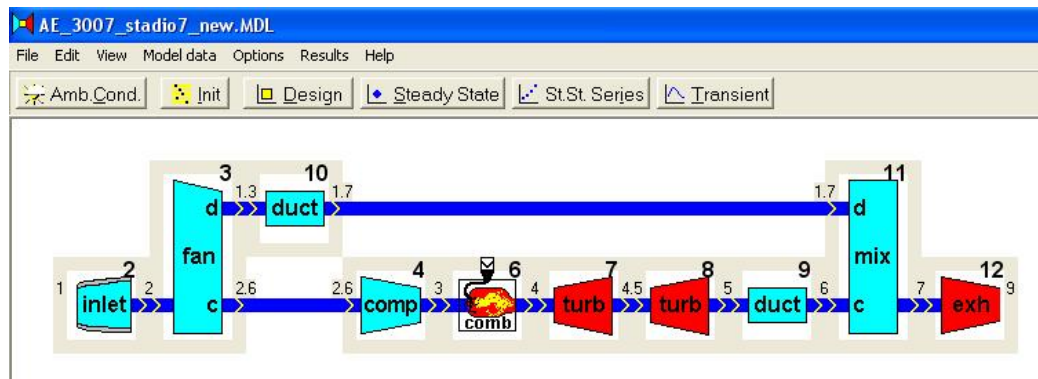 AE_3007_stadio7_new.MDL
File Edit View Model data Options Results Help
Amb.Cond. Init Design Steady State St.St. Series Transient
3 10 11
1.3 1.7 1.7
d duct d
fan mix
2 4 6 7 8 9 12
1 2 2.6 2.6 3 4 4.5 5 6 7 9
inlet c comp comb turb turb duct c exh